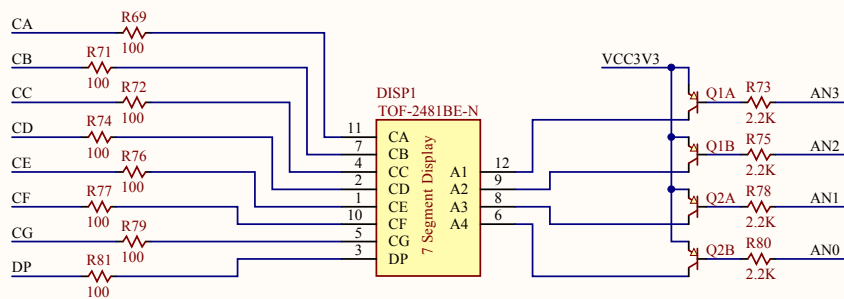 CA
R69
100
CB
R71
100
CC
R72
100
CD
R74
100
CE
R76
100
CF
R77
100
CG
R79
100
DP
R81
100
DISP1
TOF-2481BE-N
11 CA
7 CB
4 CC
2 CD
1 CE
10 CF
5 CG
3 DP
7 Segment Display
A1 12
A2 9
A3 8
A4 6
VCC3V3
Q1A R73 AN3
2.2K
Q1B R75 AN2
2.2K
Q2A R78 AN1
2.2K
Q2B R80 AN0
2.2K